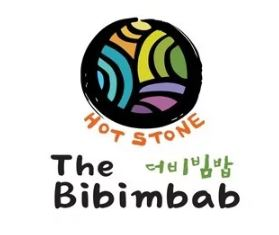 HOT STONE
The 더비빔밥
Bibimbab